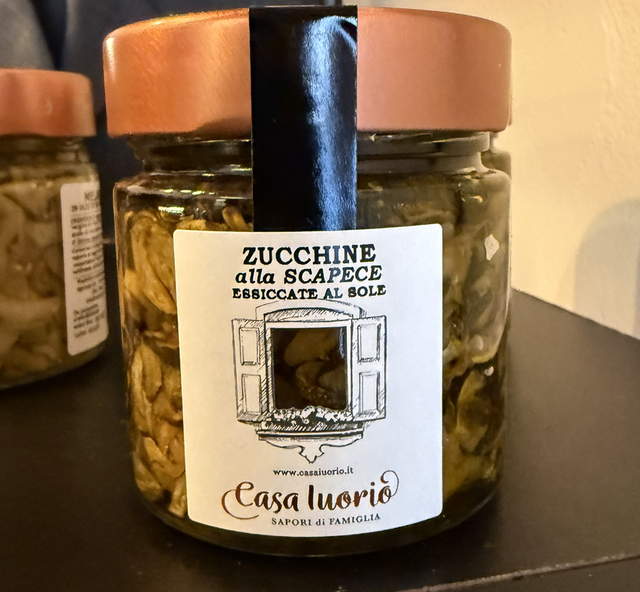 ZUCCHINE
alla SCAPECE
ESSICCATE AL SOLE
www.casaiuorio.it
Casa Iuorio
SAPORI di FAMIGLIA